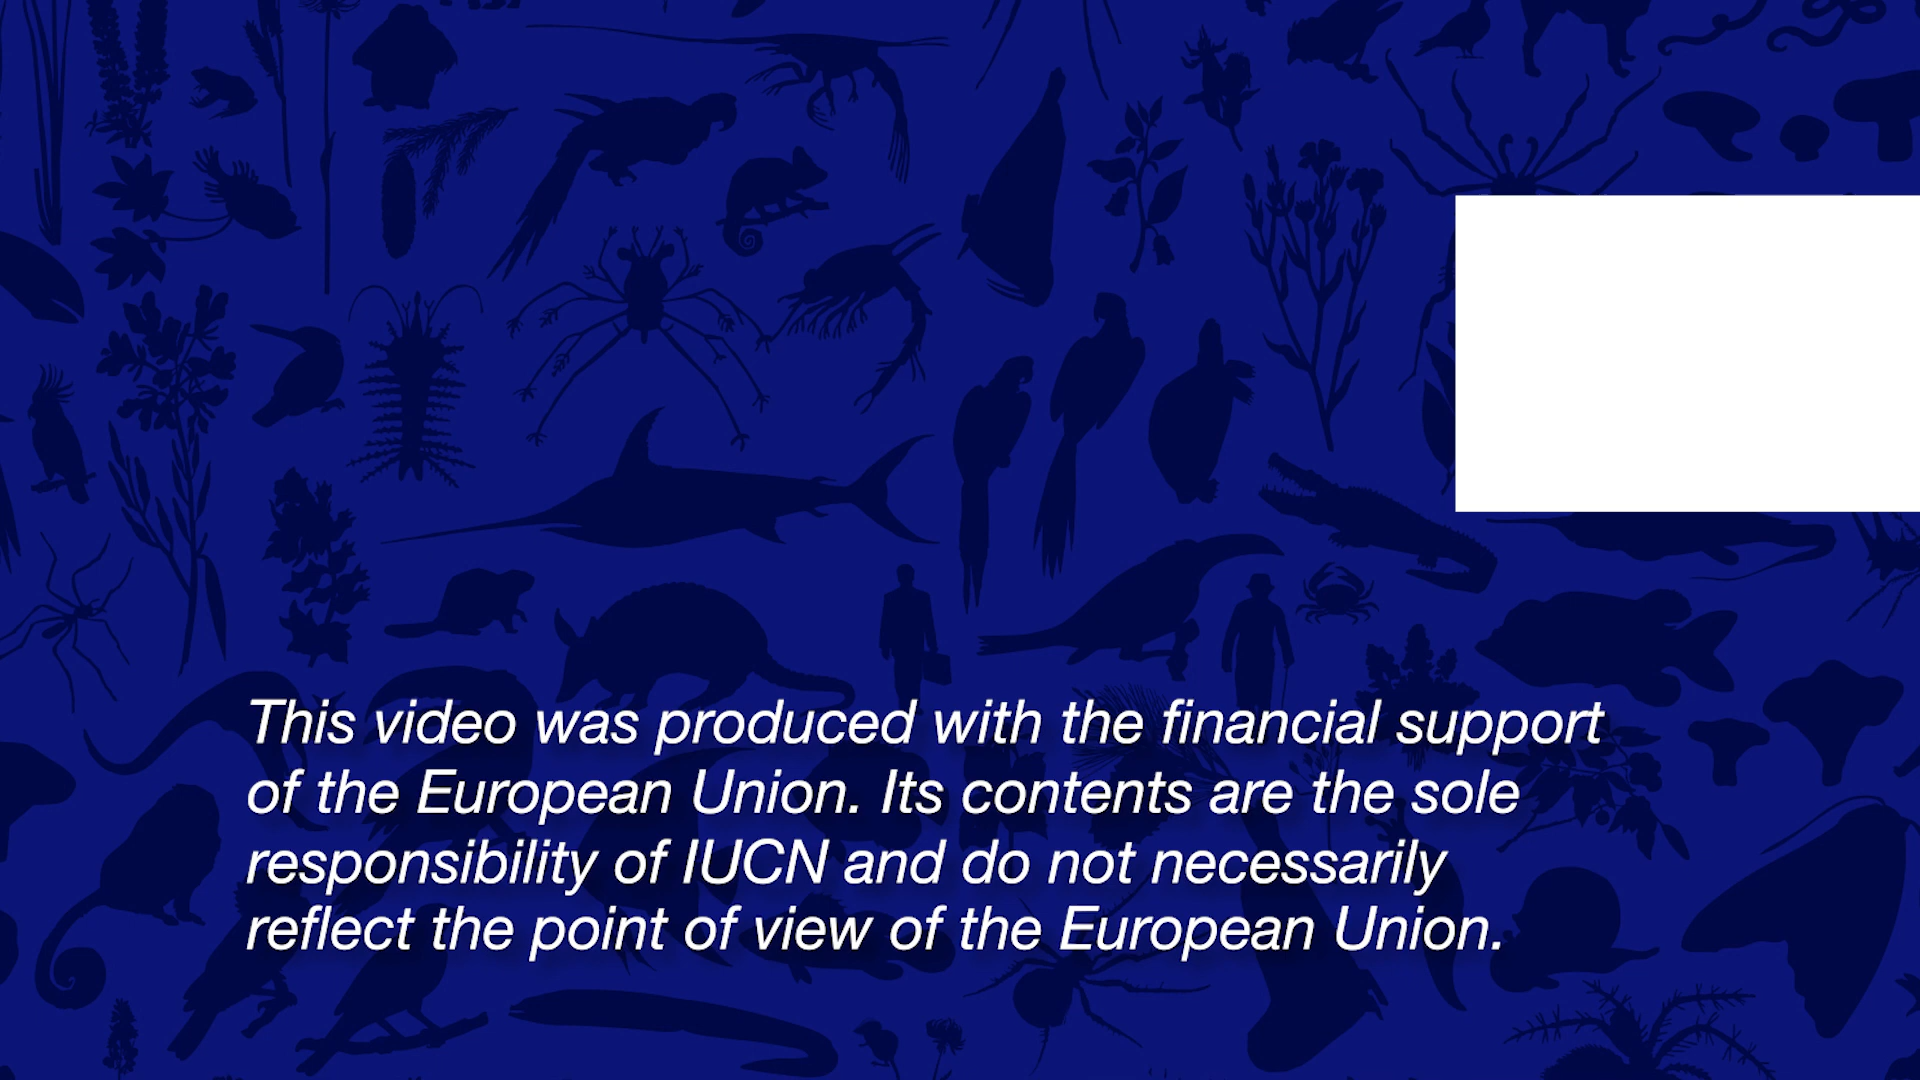 This video was produced with the financial support
of the European Union. Its contents are the sole
responsibility of IUCN and do not necessarily
reflect the point of view of the European Union.